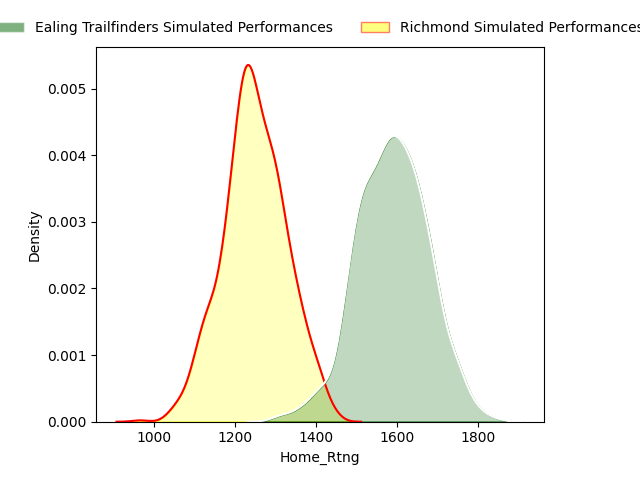 Ealing Trailfinders Simulated Performances
Richmond Simulated Performances
0.005
0.004
0.003
0.002
0.001
0.000
Density
1000 1200 1400 1600 1800
Home_Rtng